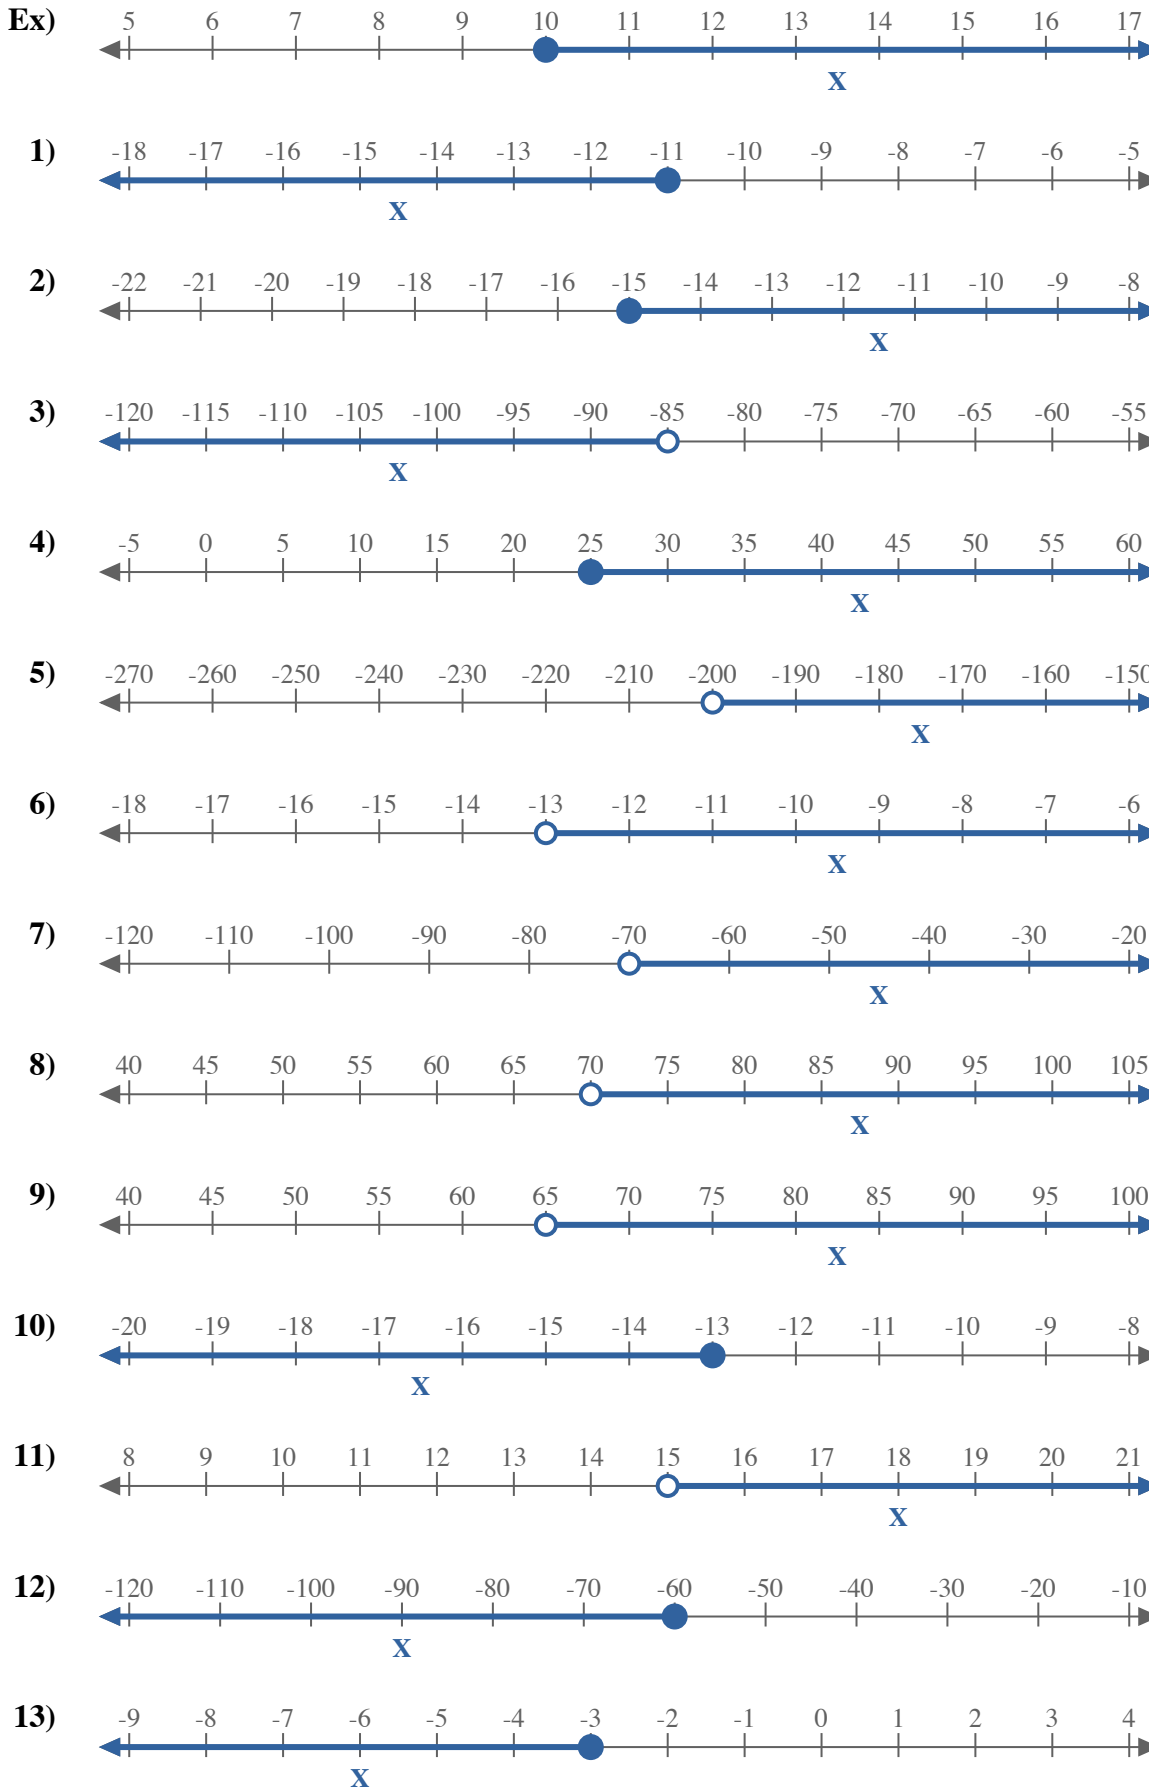 Ex) 5 6 7 8 9 10 11 12 13 14 15 16 17
X
1) -18 -17 -16 -15 -14 -13 -12 -11 -10 -9 -8 -7 -6 -5
X
2) -22 -21 -20 -19 -18 -17 -16 -15 -14 -13 -12 -11 -10 -9 -8
X
3) -120 -115 -110 -105 -100 -95 -90 -85 -80 -75 -70 -65 -60 -55
X
4) -5 0 5 10 15 20 25 30 35 40 45 50 55 60
X
5) -270 -260 -250 -240 -230 -220 -210 -200 -190 -180 -170 -160 -150
X
6) -18 -17 -16 -15 -14 -13 -12 -11 -10 -9 -8 -7 -6
X
7) -120 -110 -100 -90 -80 -70 -60 -50 -40 -30 -20
X
8) 40 45 50 55 60 65 70 75 80 85 90 95 100 105
X
9) 40 45 50 55 60 65 70 75 80 85 90 95 100
X
10) -20 -19 -18 -17 -16 -15 -14 -13 -12 -11 -10 -9 -8
X
11) 8 9 10 11 12 13 14 15 16 17 18 19 20 21
X
12) -120 -110 -100 -90 -80 -70 -60 -50 -40 -30 -20 -10
X
13) -9 -8 -7 -6 -5 -4 -3 -2 -1 0 1 2 3 4
X